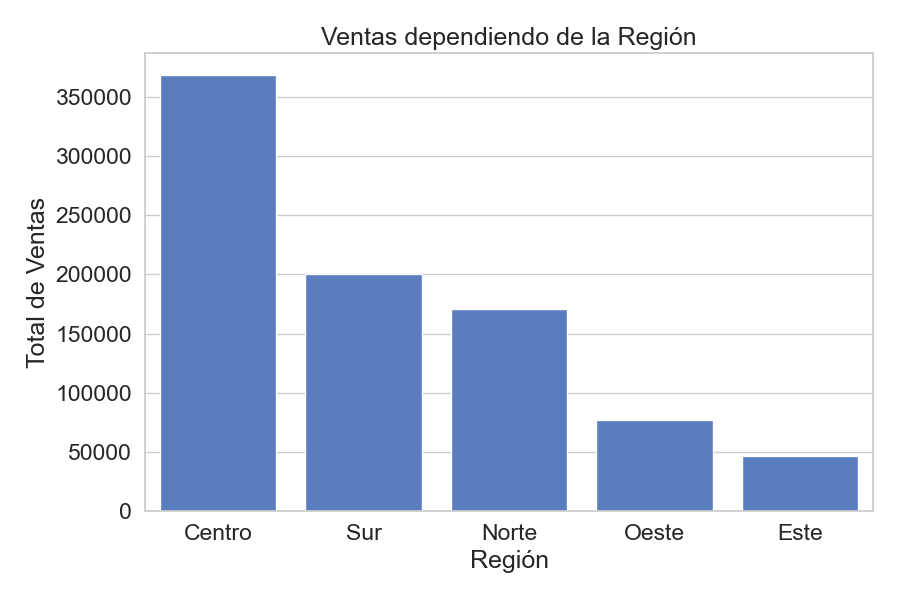 Ventas dependiendo de la Región
Total de Ventas
350000
300000
250000
200000
150000
100000
50000
0
Centro Sur Norte Oeste Este
Región